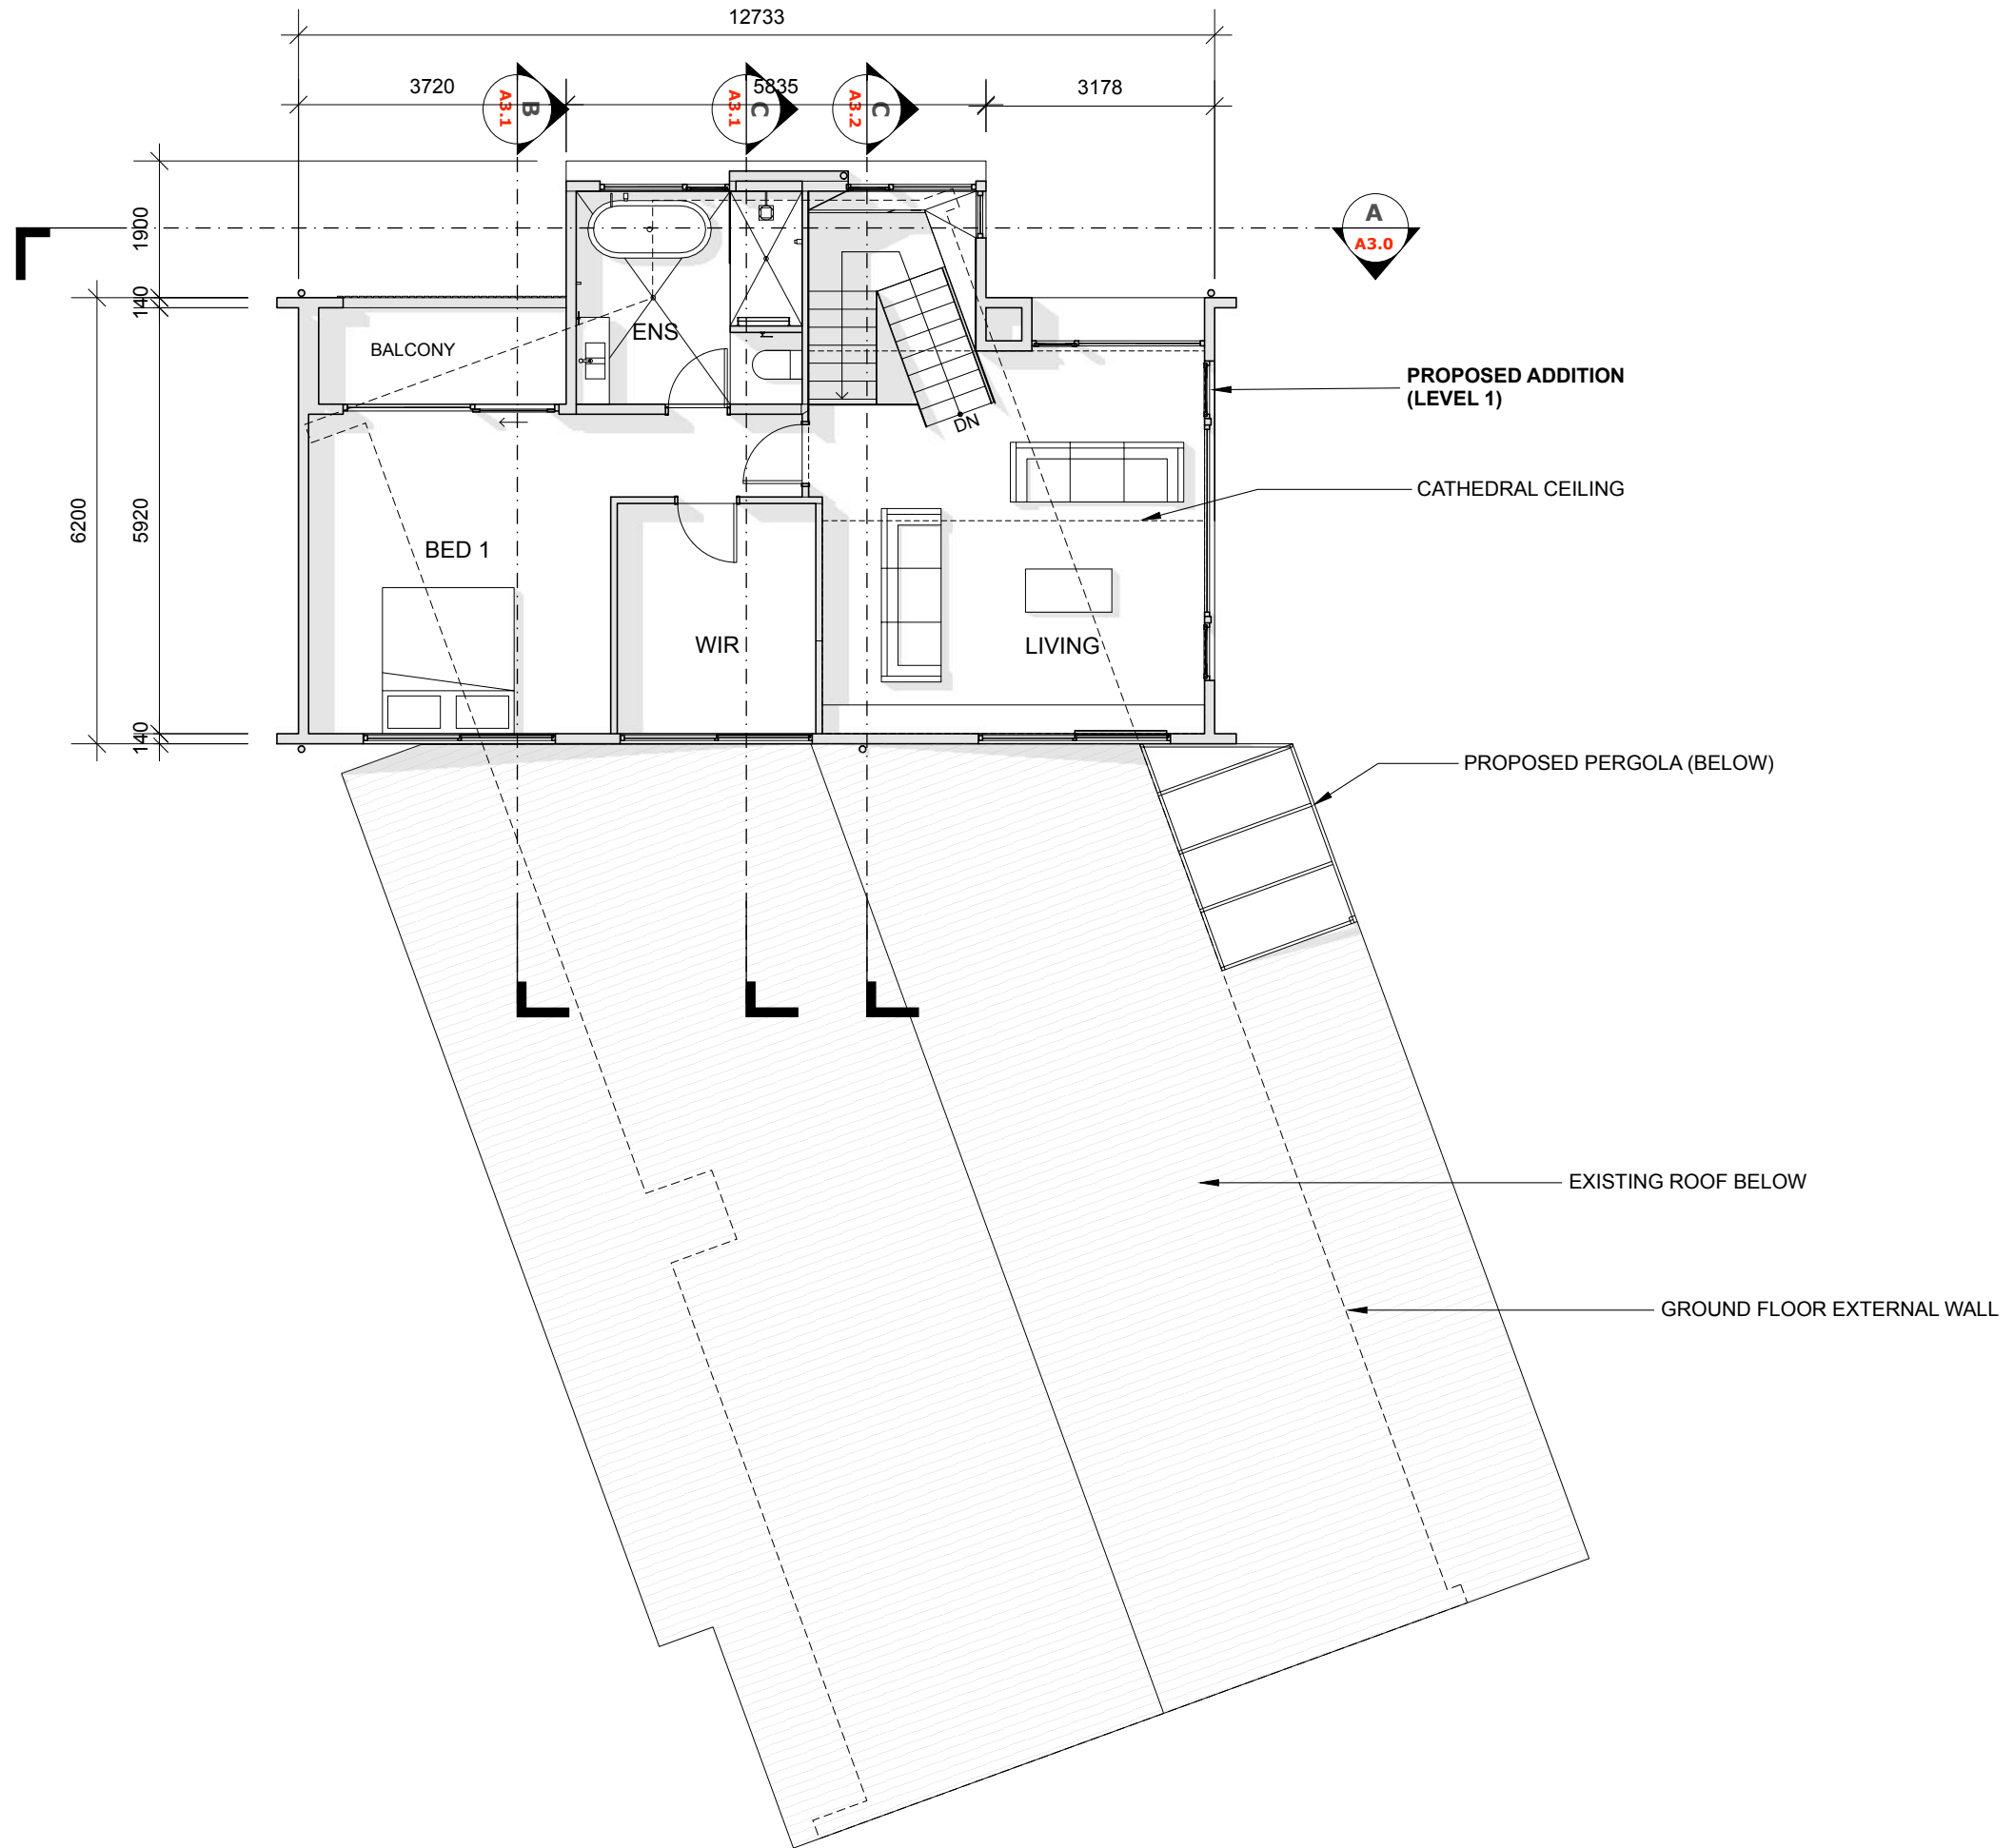 12733
3720
5835
3178
B
A3.1
C
A3.1
C
A3.2
A
A3.0
1900
140
6200
5920
140
ENS
BALCONY
DN
PROPOSED ADDITION
(LEVEL 1)
CATHEDRAL CEILING
BED 1
WIR
LIVING
PROPOSED PERGOLA (BELOW)
EXISTING ROOF BELOW
GROUND FLOOR EXTERNAL WALL